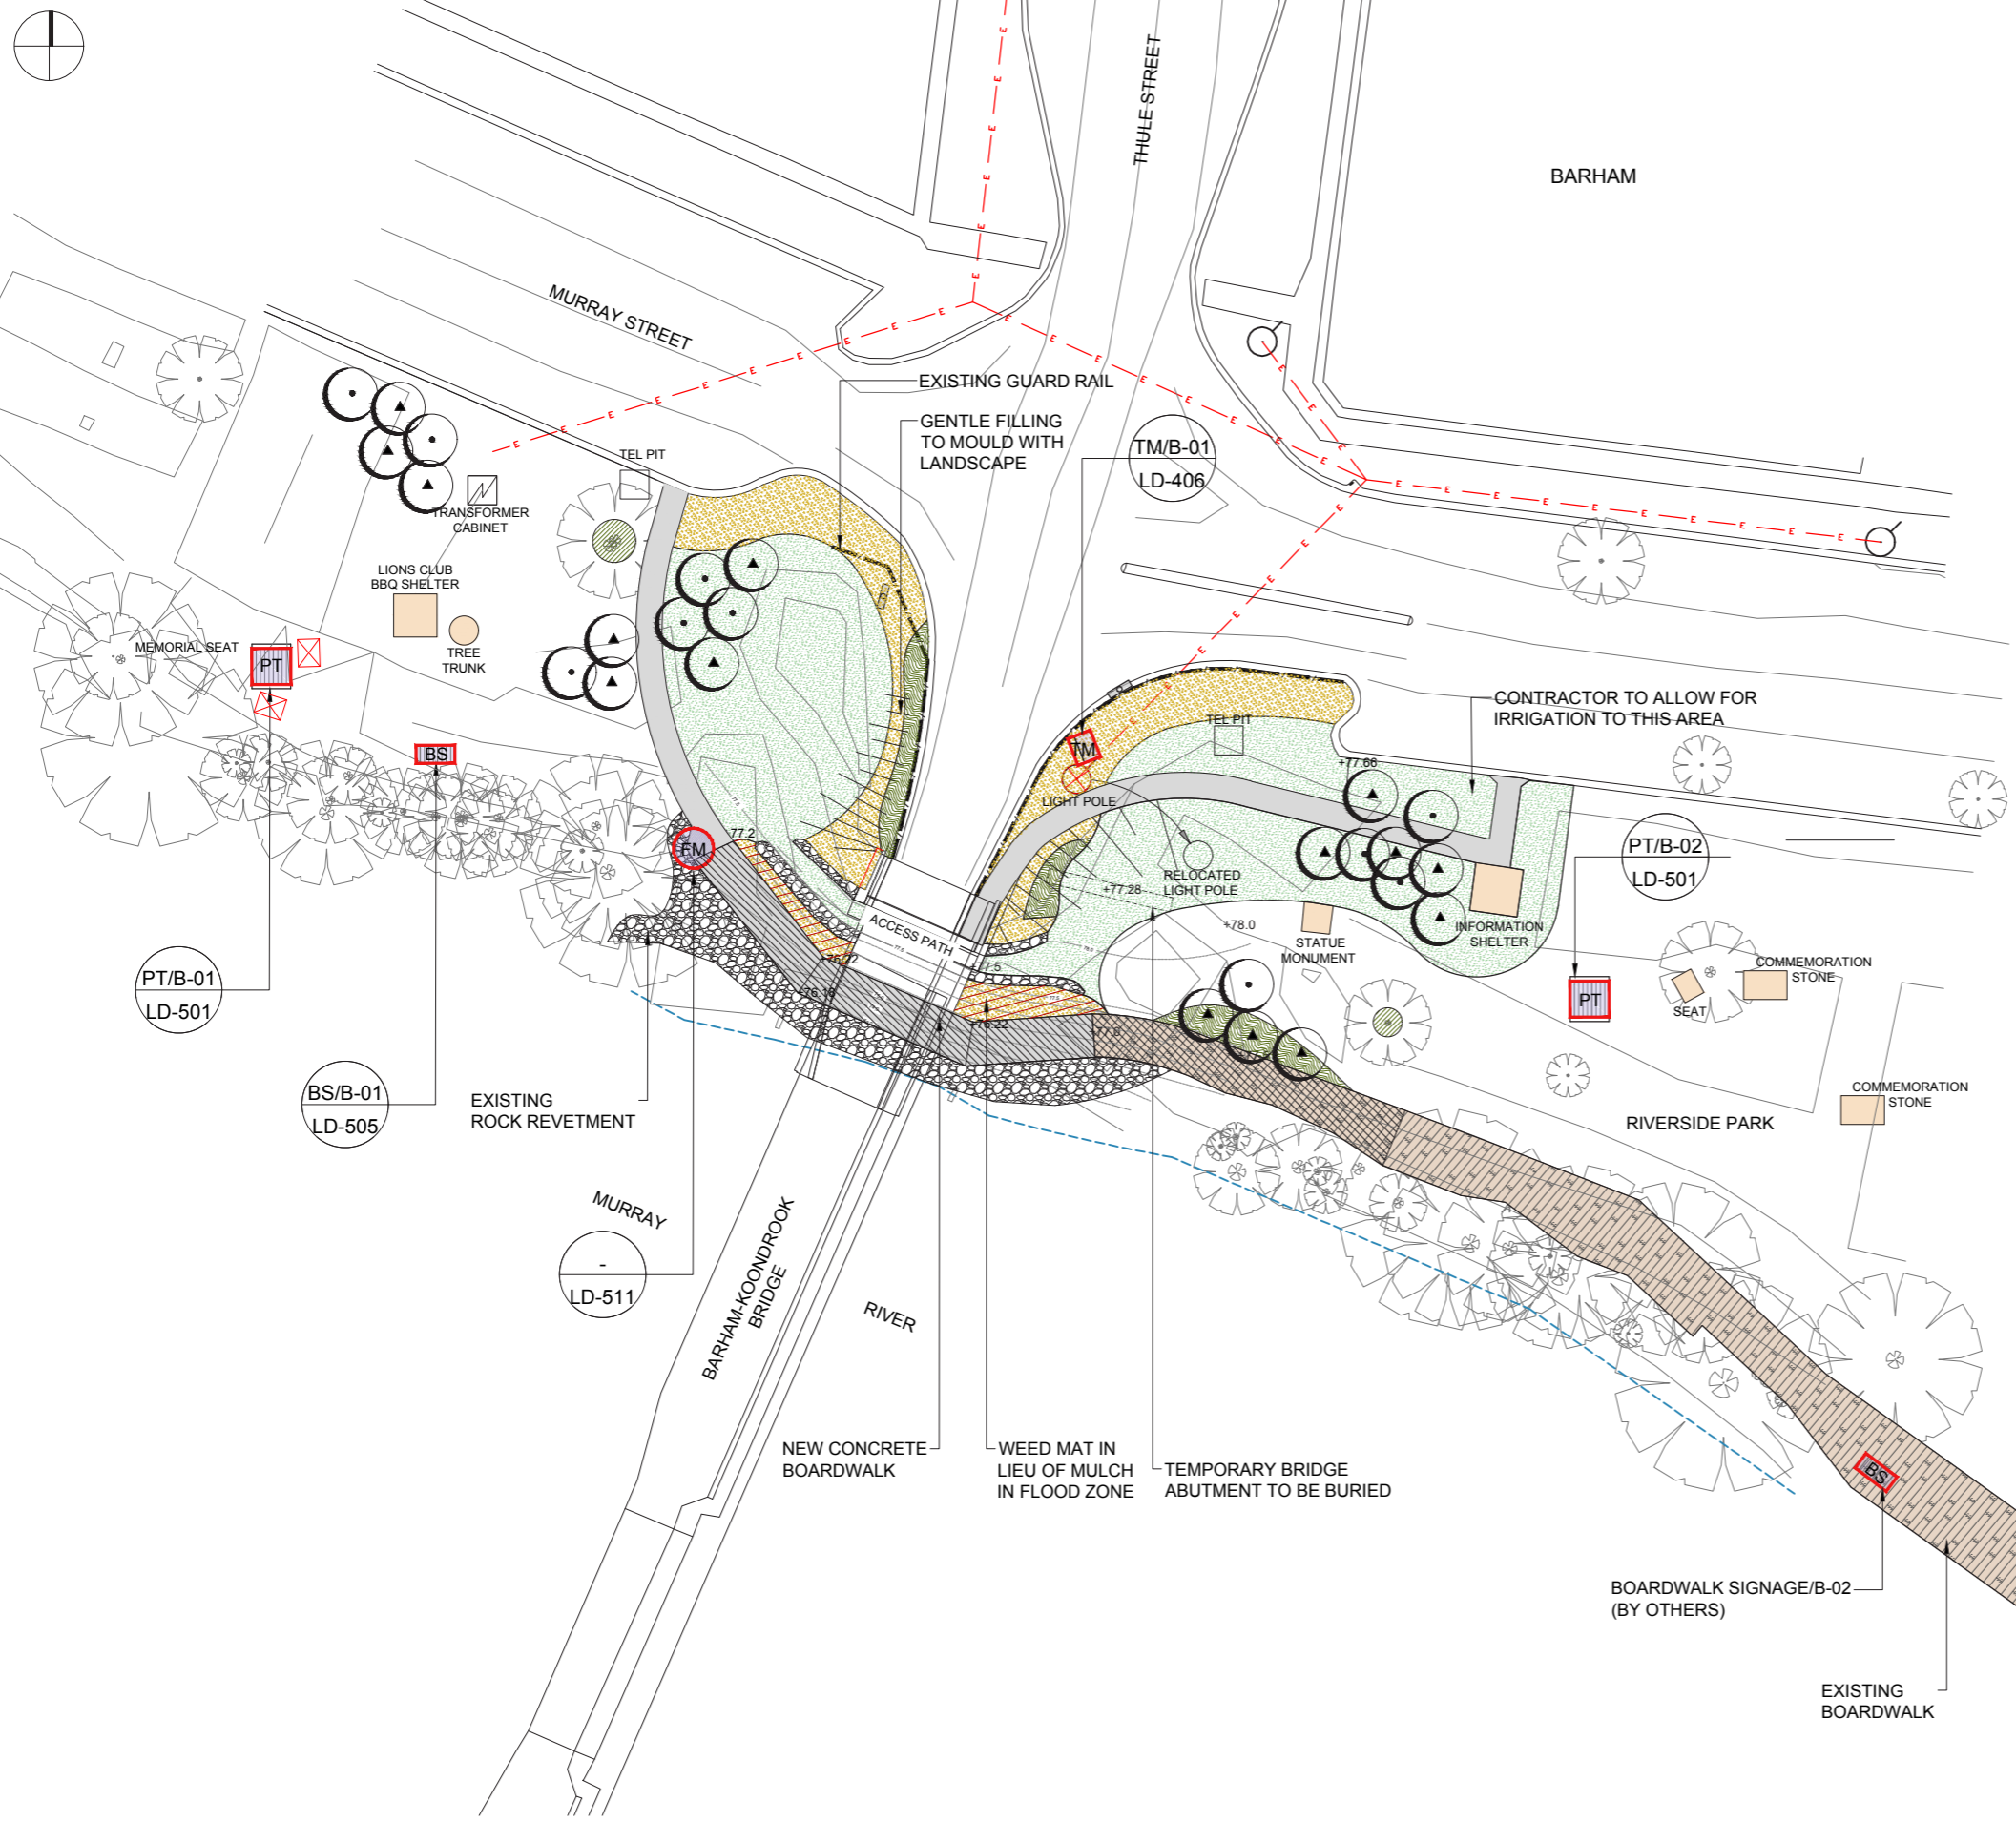 THULE STREET
BARHAM
MURRAY STREET
EXISTING GUARD RAIL
GENTLE FILLING
TO MOULD WITH
LANDSCAPE
TM/B-01
LD-406
TEL PIT
TRANSFORMER
CABINET
LIONS CLUB
BBQ SHELTER
TREE
TRUNK
MEMORIAL SEAT
PT
BS
CONTRACTOR TO ALLOW FOR
IRRIGATION TO THIS AREA
TEL PIT
TM
LIGHT POLE
+77.66
77.2
FM
RELOCATED
LIGHT POLE
+77.28
+78.0
STATUE
MONUMENT
INFORMATION
SHELTER
PT/B-02
LD-501
PT
SEAT
COMMEMORATION
STONE
COMMEMORATION
STONE
RIVERSIDE PARK
ACCESS PATH
77.5
+76.22
+76.22
PT/B-01
LD-501
BS/B-01
LD-505
EXISTING
ROCK REVETMENT
-
LD-511
MURRAY
RIVER
BARHAM-KOONDROOK
BRIDGE
NEW CONCRETE
BOARDWALK
WEED MAT IN
LIEU OF MULCH
IN FLOOD ZONE
TEMPORARY BRIDGE
ABUTMENT TO BE BURIED
BS
BOARDWALK SIGNAGE/B-02
(BY OTHERS)
EXISTING
BOARDWALK